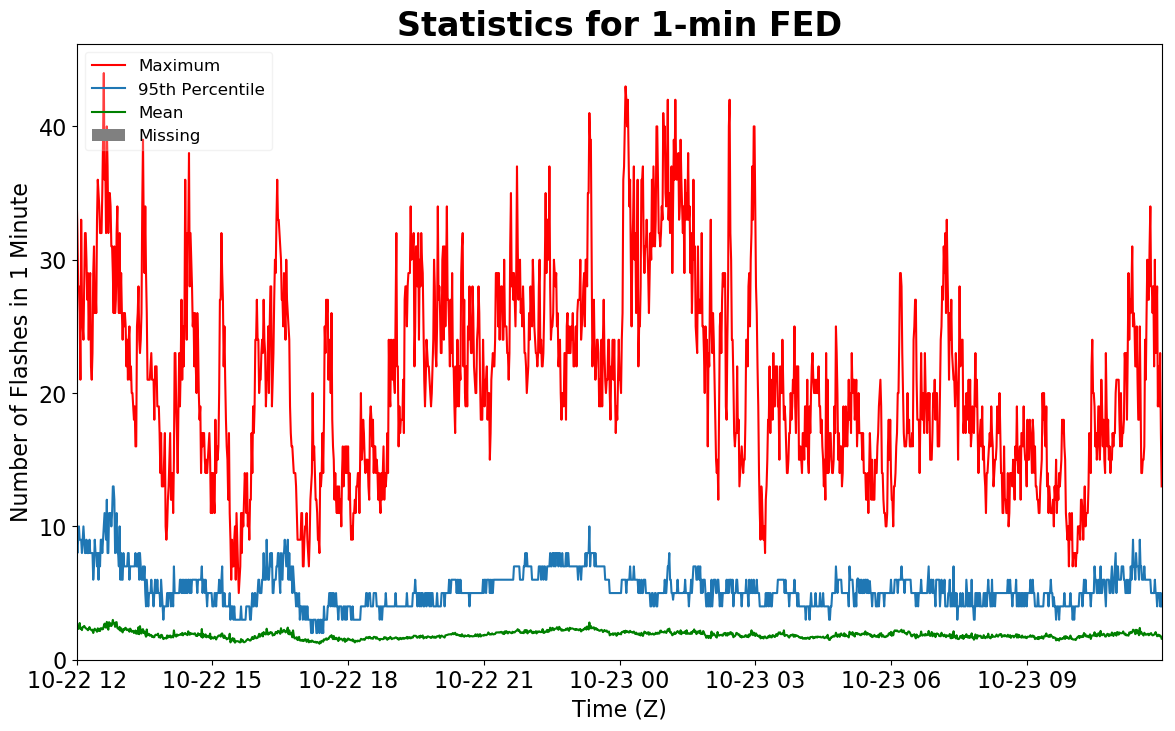 Statistics for 1-min FED
Maximum
95th Percentile
Mean
Missing
Number of Flashes in 1 Minute
40
30
20
10
0
10-22 12 10-22 15 10-22 18 10-22 21 10-23 00 10-23 03 10-23 06 10-23 09
Time (Z)